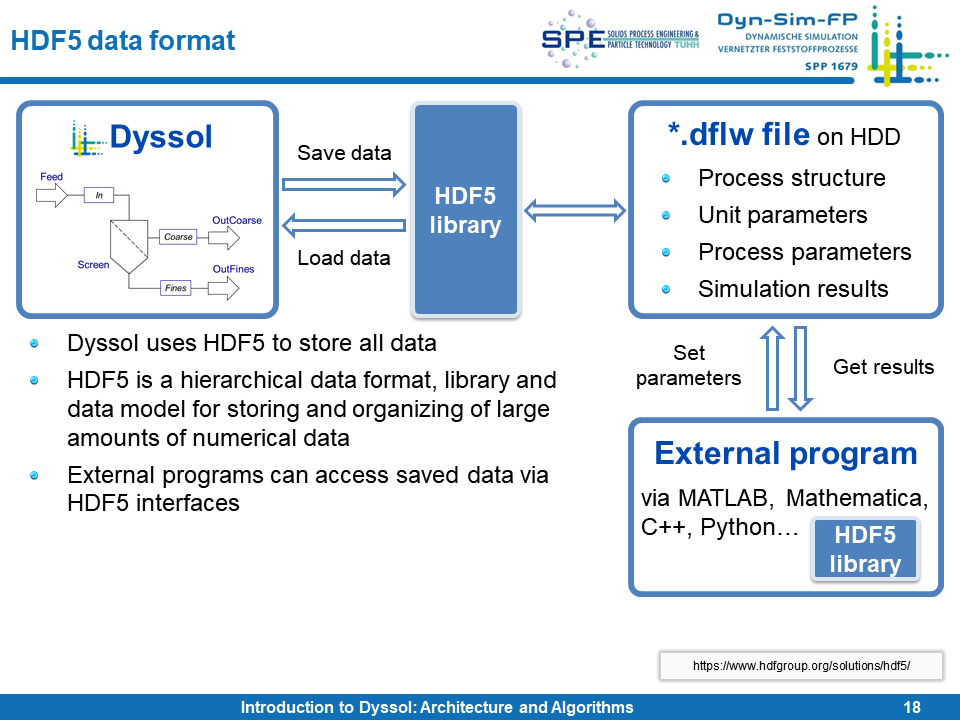 HDF5 data format
SPE SOLIDS PROCESS ENGINEERING &
PARTICLE TECHNOLOGY TUHH
Dyn-Sim-FP
DYNAMISCHE SIMULATION
VERNETZTER FESTSTOFFPROZESSE
SPP 1679
Dyssol
Feed
In
OutCoarse
Coarse
Screen
OutFines
Fines
Save data
Load data
HDF5
library
*.dflw file on HDD
Process structure
Unit parameters
Process parameters
Simulation results
Dyssol uses HDF5 to store all data
HDF5 is a hierarchical data format, library and
data model for storing and organizing of large
amounts of numerical data
External programs can access saved data via
HDF5 interfaces
Set
parameters
Get results
External program
via MATLAB, Mathematica,
C++, Python…
HDF5
library
https://www.hdfgroup.org/solutions/hdf5/
Introduction to Dyssol: Architecture and Algorithms
18